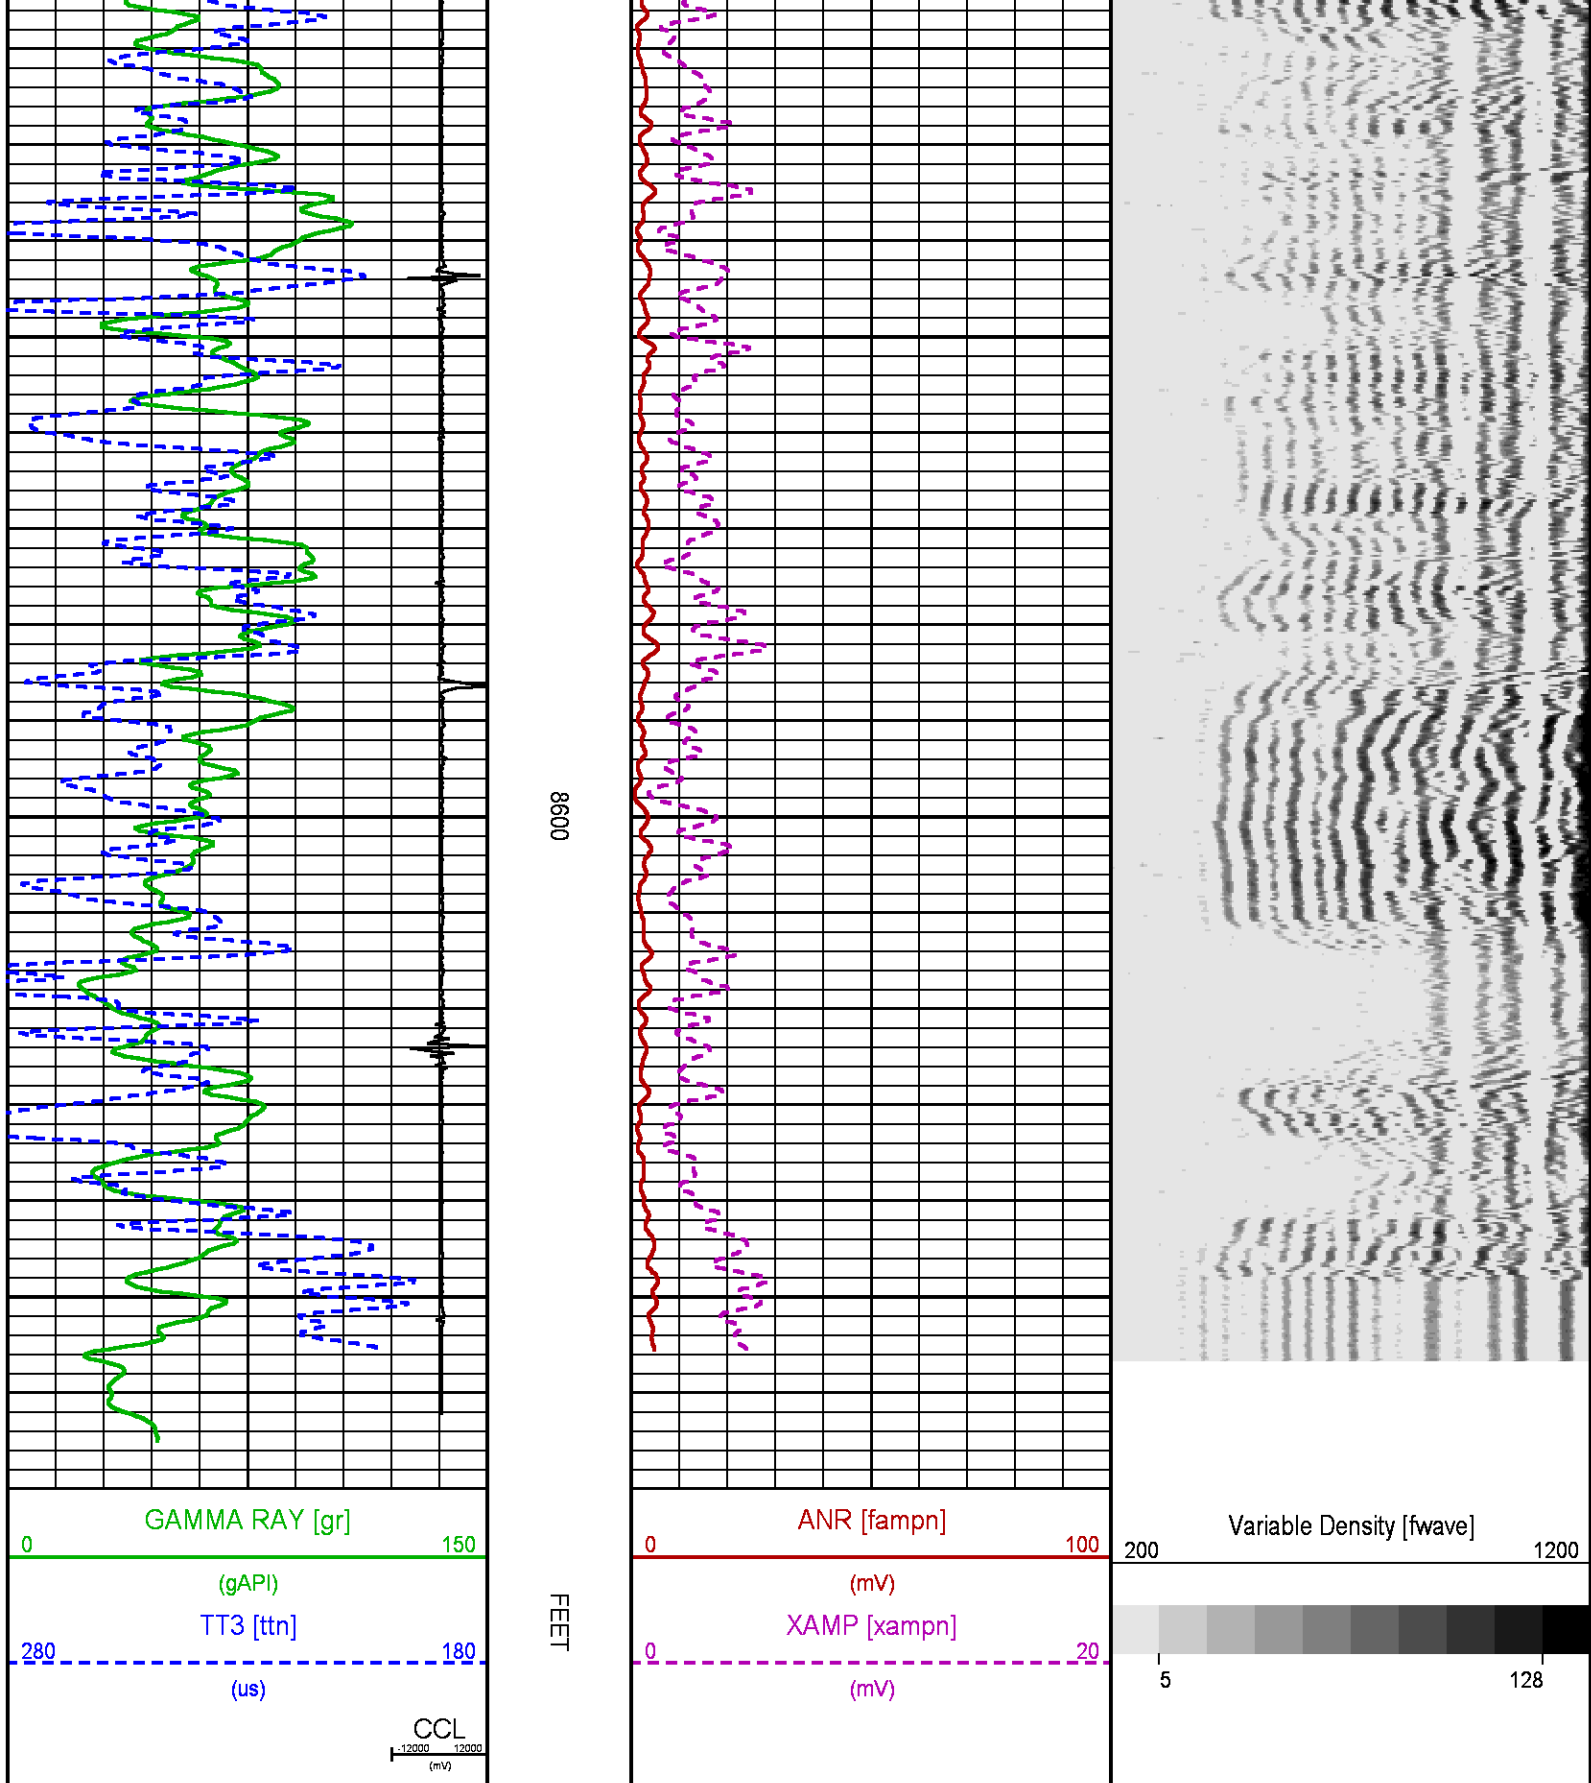 8600
GAMMA RAY [gr]
0 150
(gAPI)
TT3 [ttn]
280 180
(us)
CCL
-12000 12000
(mV)
FEET
ANR [fampn]
0 100
(mV)
XAMP [xampn]
0 20
(mV)
Variable Density [fwave]
200 1200
5 128